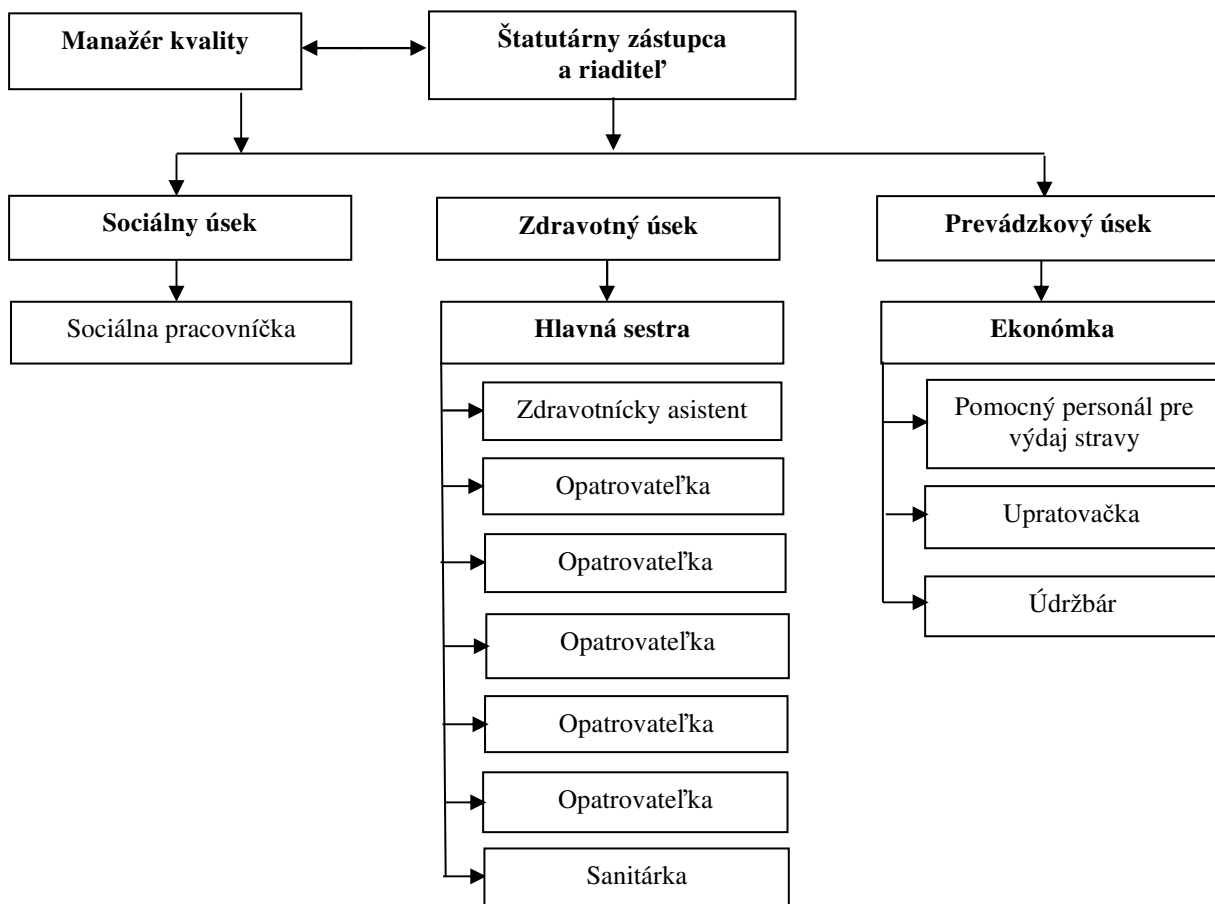 Manažér kvality
Štatutárny zástupca
a riaditeľ
Sociálny úsek
Zdravotný úsek
Prevádzkový úsek
Sociálna pracovníčka
Hlavná sestra
Ekonómka
Zdravotnícky asistent
Opatrovateľka
Opatrovateľka
Opatrovateľka
Opatrovateľka
Opatrovateľka
Sanitárka
Pomocný personál pre
výdaj stravy
Upratovačka
Údržbár